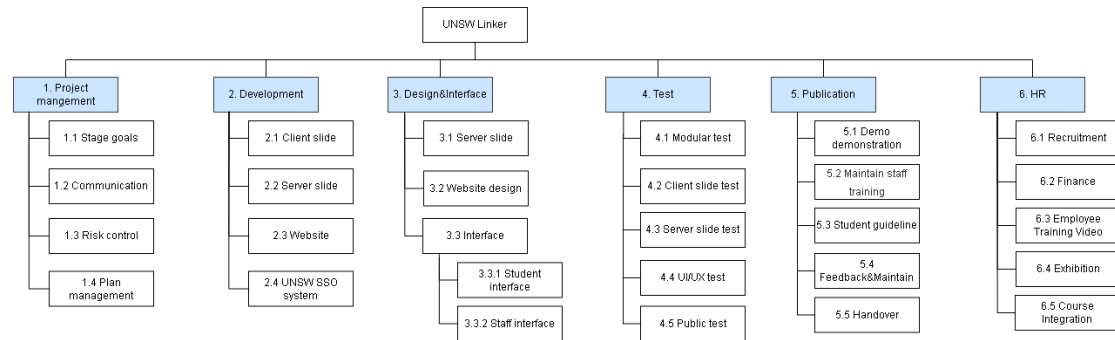 UNSW Linker
1. Project
mangement
2. Development
3. Design&Interface
4. Test
5. Publication
6. HR
1.1 Stage goals
1.2 Communication
1.3 Risk control
1.4 Plan
management
2.1 Client slide
2.2 Server slide
2.3 Website
2.4 UNSW SSO
system
3.1 Server slide
3.2 Website design
3.3 Interface
3.3.1 Student
interface
3.3.2 Staff interface
4.1 Modular test
4.2 Client slide test
4.3 Server slide test
4.4 UI/UX test
4.5 Public test
5.1 Demo
demonstration
5.2 Maintain staff
training
5.3 Student guideline
5.4
Feedback&Maintain
5.5 Handover
6.1 Recruitment
6.2 Finance
6.3 Employee
Training Video
6.4 Exhibition
6.5 Course
Integration